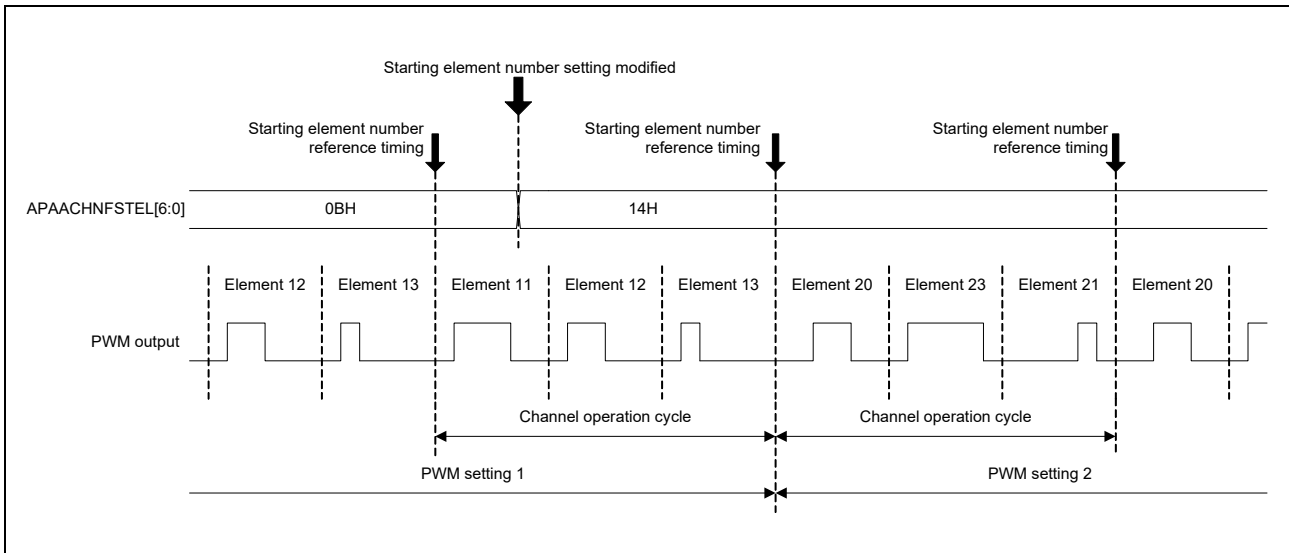 Starting element number setting modified
Starting element number
reference timing
Starting element number
reference timing
Starting element number
reference timing
APAACHNFSTEL[6:0]
0BH
14H
Element 12
Element 13
Element 11
Element 12
Element 13
Element 20
Element 23
Element 21
Element 20
PWM output
Channel operation cycle
Channel operation cycle
PWM setting 1
PWM setting 2